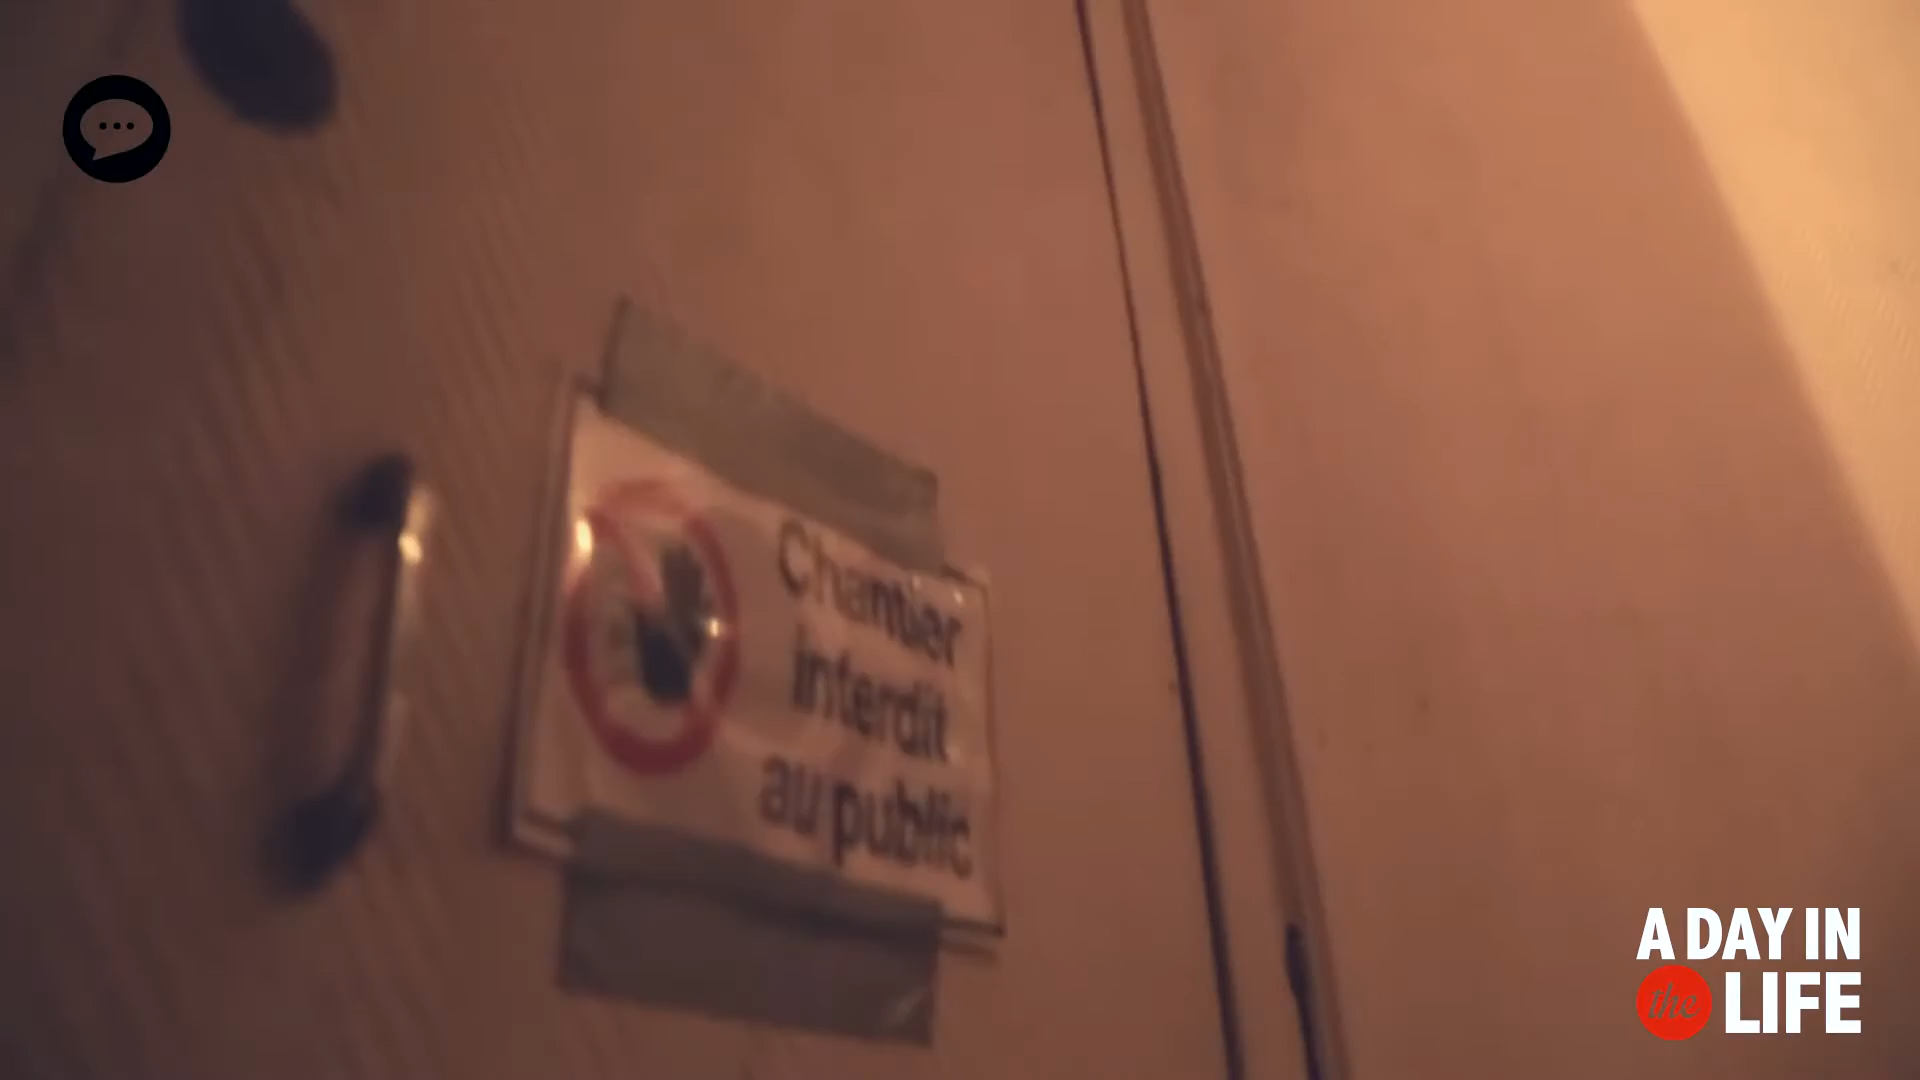 Chantier
interdit
au public
A DAY IN
the LIFE